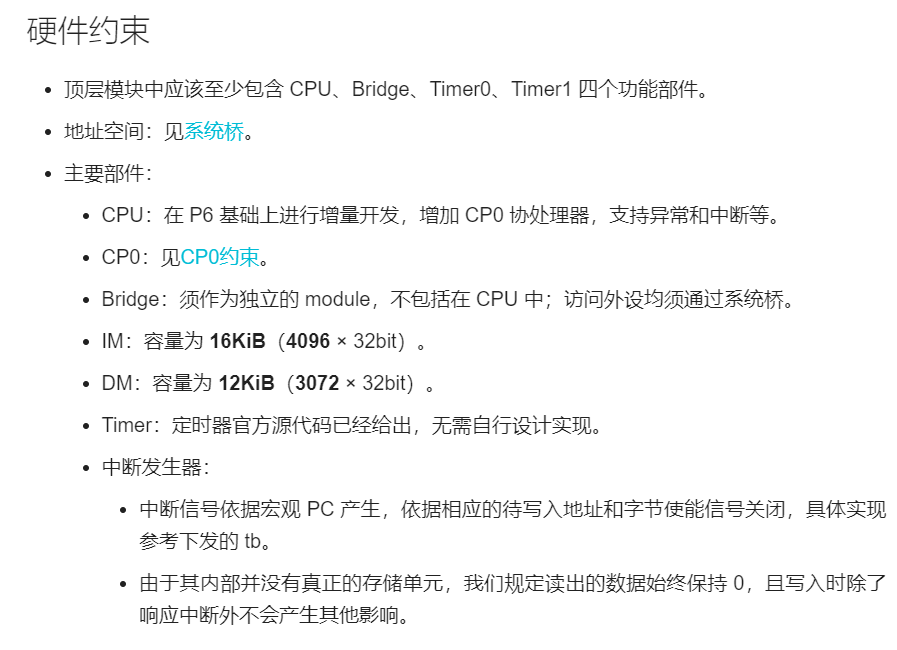 硬件约束
• 顶层模块中应该至少包含 CPU、Bridge、Timer0、Timer1 四个功能部件。
• 地址空间：见系统桥。
• 主要部件：
• CPU：在 P6 基础上进行增量开发，增加 CP0 协处理器，支持异常和中断等。
• CP0：见CP0约束。
• Bridge：须作为独立的 module，不包括在 CPU 中；访问外设均须通过系统桥。
• IM：容量为 16KiB（4096 × 32bit）。
• DM：容量为 12KiB（3072 × 32bit）。
• Timer：定时器官方源代码已经给出，无需自行设计实现。
• 中断发生器：
• 中断信号依据宏观 PC 产生，依据相应的待写入地址和字节使能信号关闭，具体实现
参考下发的 tb。
• 由于其内部并没有真正的存储单元，我们规定读出的数据始终保持 0，且写入时除了
响应中断外不会产生其他影响。